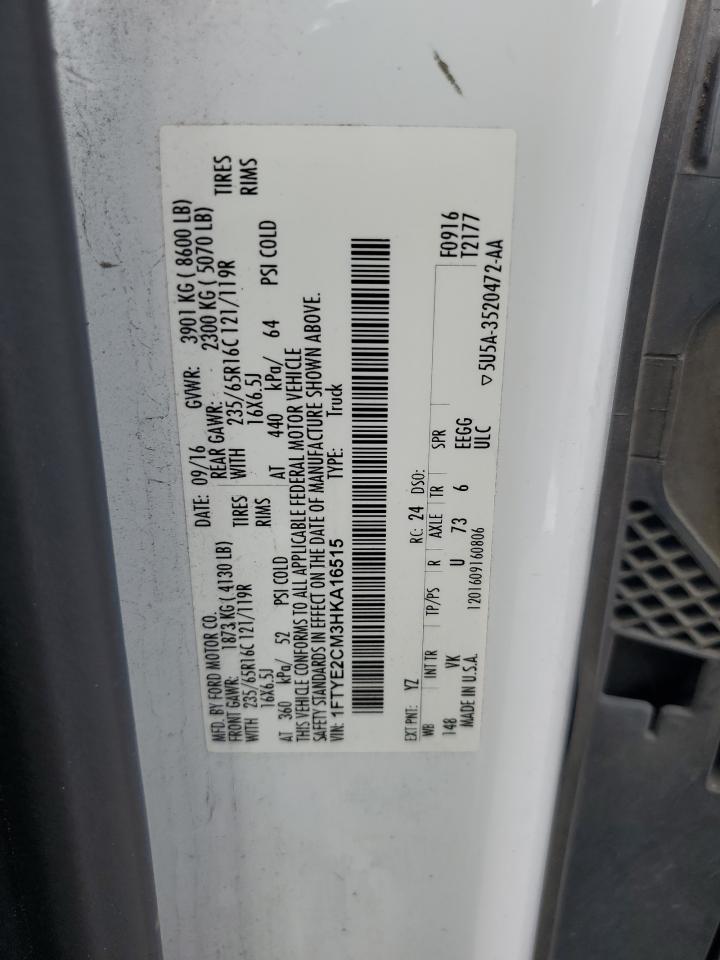 MFD. BY FORD MOTOR CO. DATE: 09/16 GVWR: 3901 KG ( 8600 LB)
FRONT GAWR: 1873 KG ( 4130 LB) REAR GAWR: 2300 KG ( 5070 LB)
WITH 235/65R16C 121/119R TIRES WITH 235/65R16C 121/119R TIRES
16X6.5J RIMS 16X6.5J RIMS
AT 360 kPa/ 52 PSI COLD AT 440 kPa/ 64 PSI COLD
THIS VEHICLE CONFORMS TO ALL APPLICABLE FEDERAL MOTOR VEHICLE
SAFETY STANDARDS IN EFFECT ON THE DATE OF MANUFACTURE SHOWN ABOVE.
VIN: 1FTYE2CM3HKA16515 TYPE: Truck
EXT PNT: YZ RC: 24 DSO: F0916
T2177
WB INT TR TP/PS R AXLE TR SPR
148 VK U 73 6 EEGG
ULC
MADE IN U.S.A. 1201609160806 ▽5U5A-3520472-AA